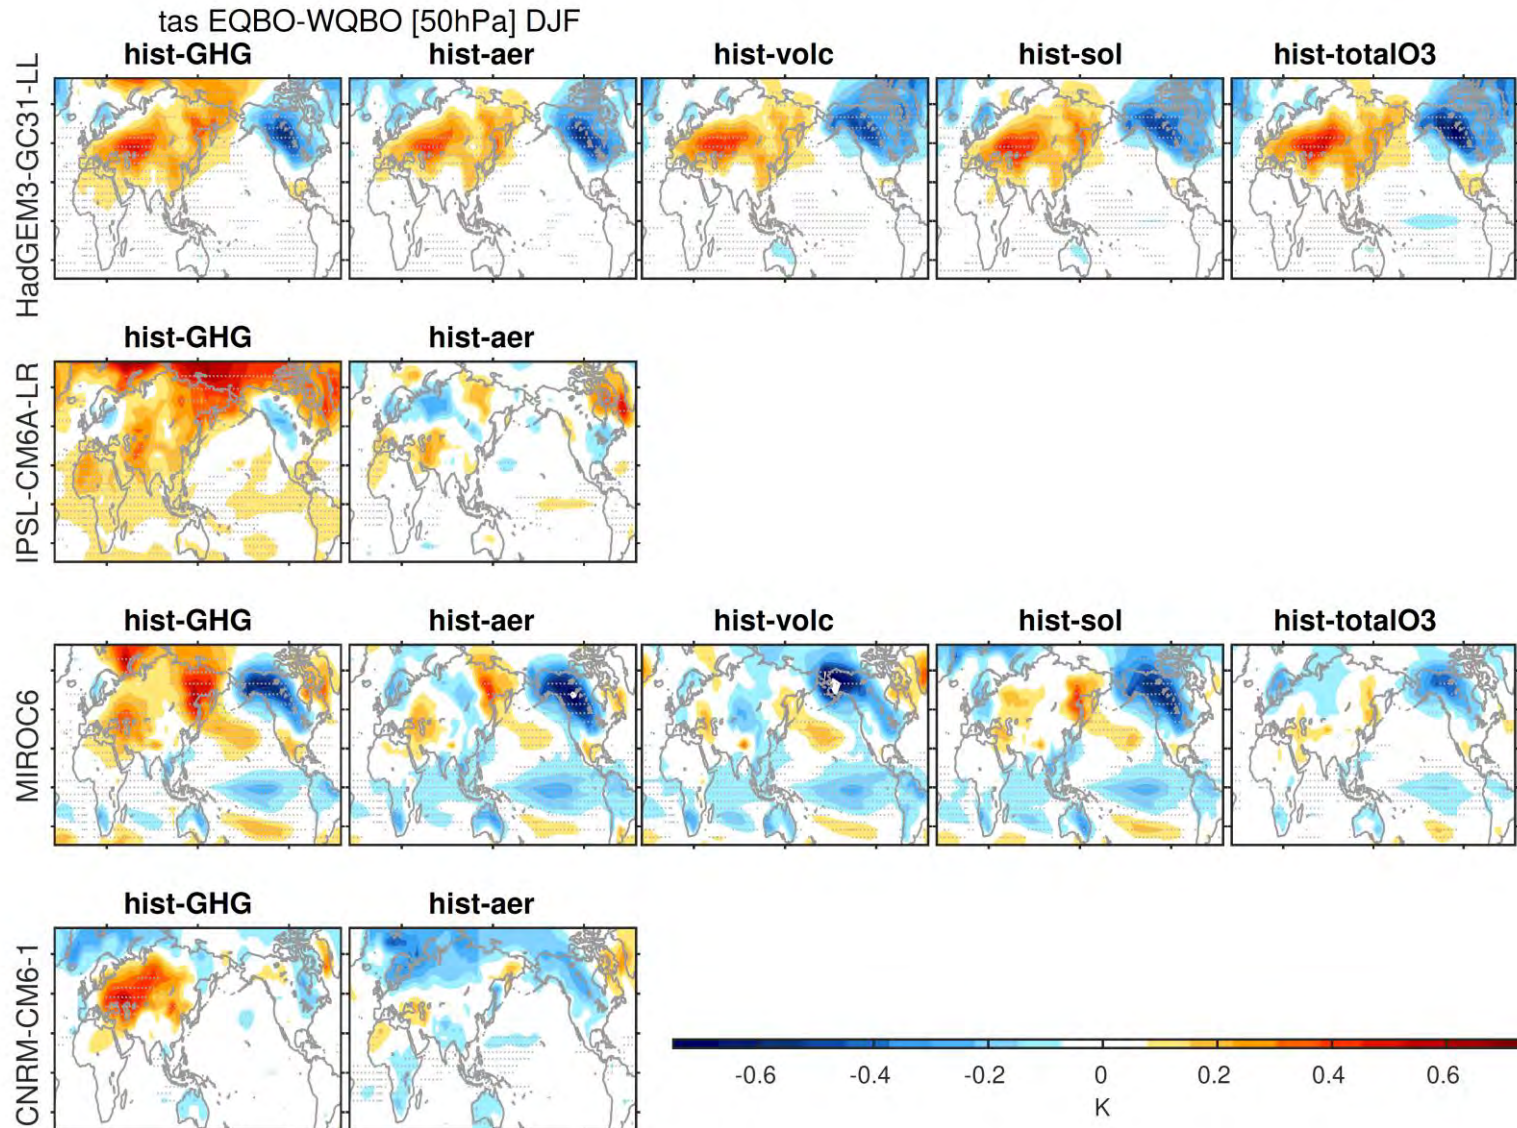 tas EQBO-WQBO [50hPa] DJF
HadGEM3-GC31-LL
hist-GHG
hist-aer
hist-volc
hist-sol
hist-totalO3
IPSL-CM6A-LR
hist-GHG
hist-aer
MIROC6
hist-GHG
hist-aer
hist-volc
hist-sol
hist-totalO3
CNRM-CM6-1
hist-GHG
hist-aer
-0.6 -0.4 -0.2 0 0.2 0.4 0.6
K